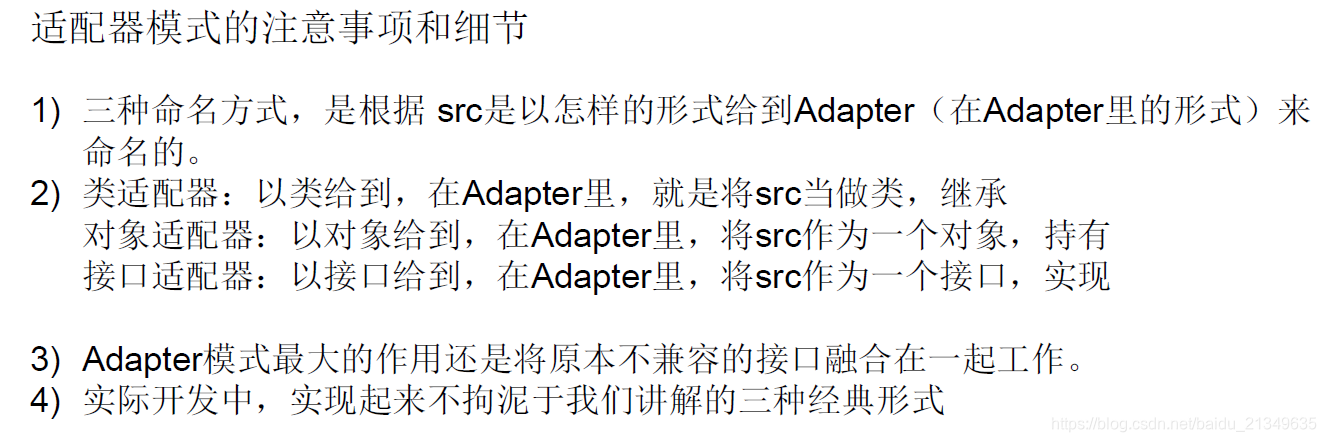 适配器模式的注意事项和细节
1) 三种命名方式，是根据 src是以怎样的形式给到Adapter（在Adapter里的形式）来
命名的。
2) 类适配器：以类给到，在Adapter里，就是将src当做类，继承
对象适配器：以对象给到，在Adapter里，将src作为一个对象，持有
接口适配器：以接口给到，在Adapter里，将src作为一个接口，实现
3) Adapter模式最大的作用还是将原本不兼容的接口融合在一起工作。
4) 实际开发中，实现起来不拘泥于我们讲解的三种经典形式
https://blog.csdn.net/baidu_21349635